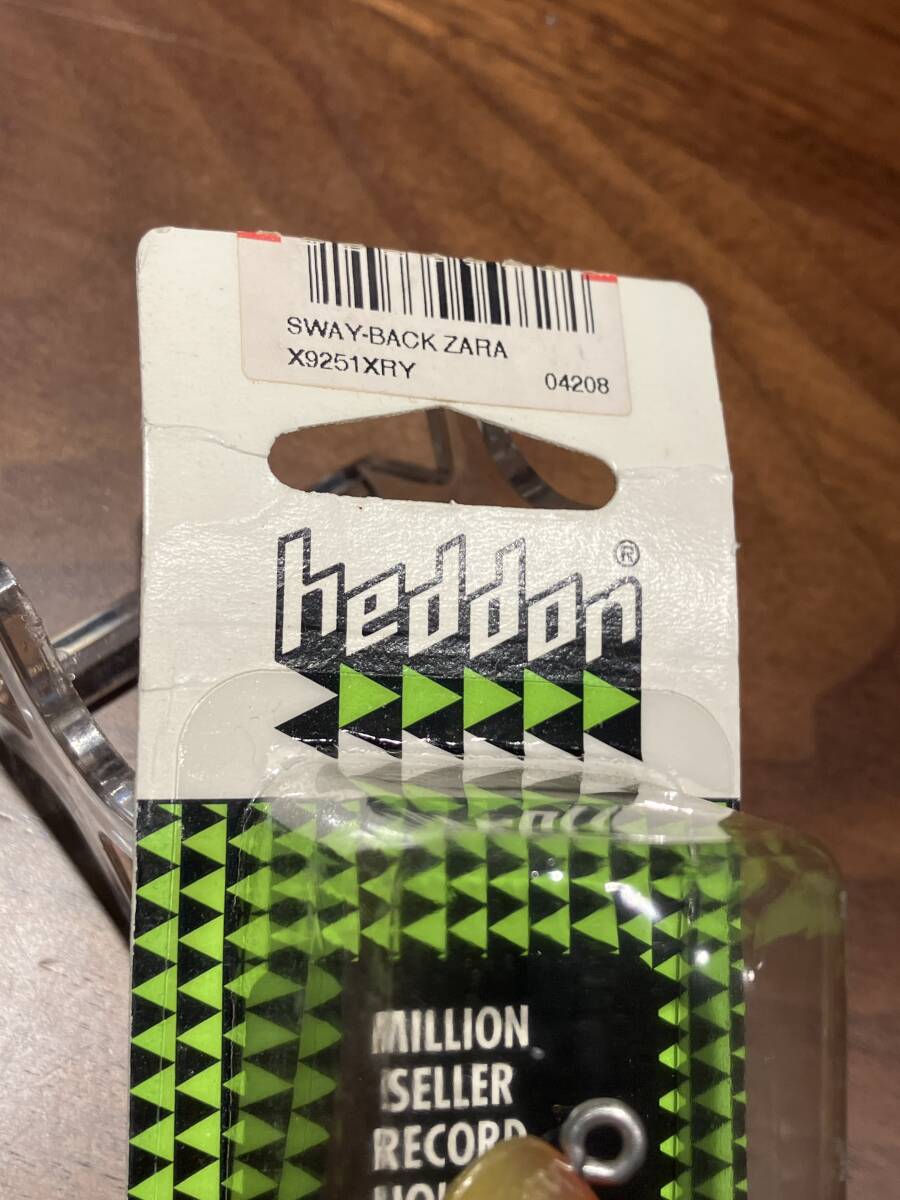 SWAY-BACK ZARA
X9251XRY 04208
heddon®
MILLION
SELLER
RECORD